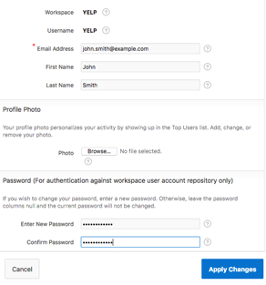 Workspace YELP ?
Username YELP ?
* Email Address john.smith@example.com ?
First Name John ?
Last Name Smith ?
Profile Photo
Your profile photo personalizes your activity by showing up in the Top Users list. Add, change, or
remove your photo.
Photo Browse... No file selected.
?
Password (For authentication against workspace user account repository only)
If you wish to change your password, enter a new password. Otherwise, leave the password
columns null and the current password will not be changed.
Enter New Password •••••••••••• ?
Confirm Password •••••••••••• ?
Cancel Apply Changes